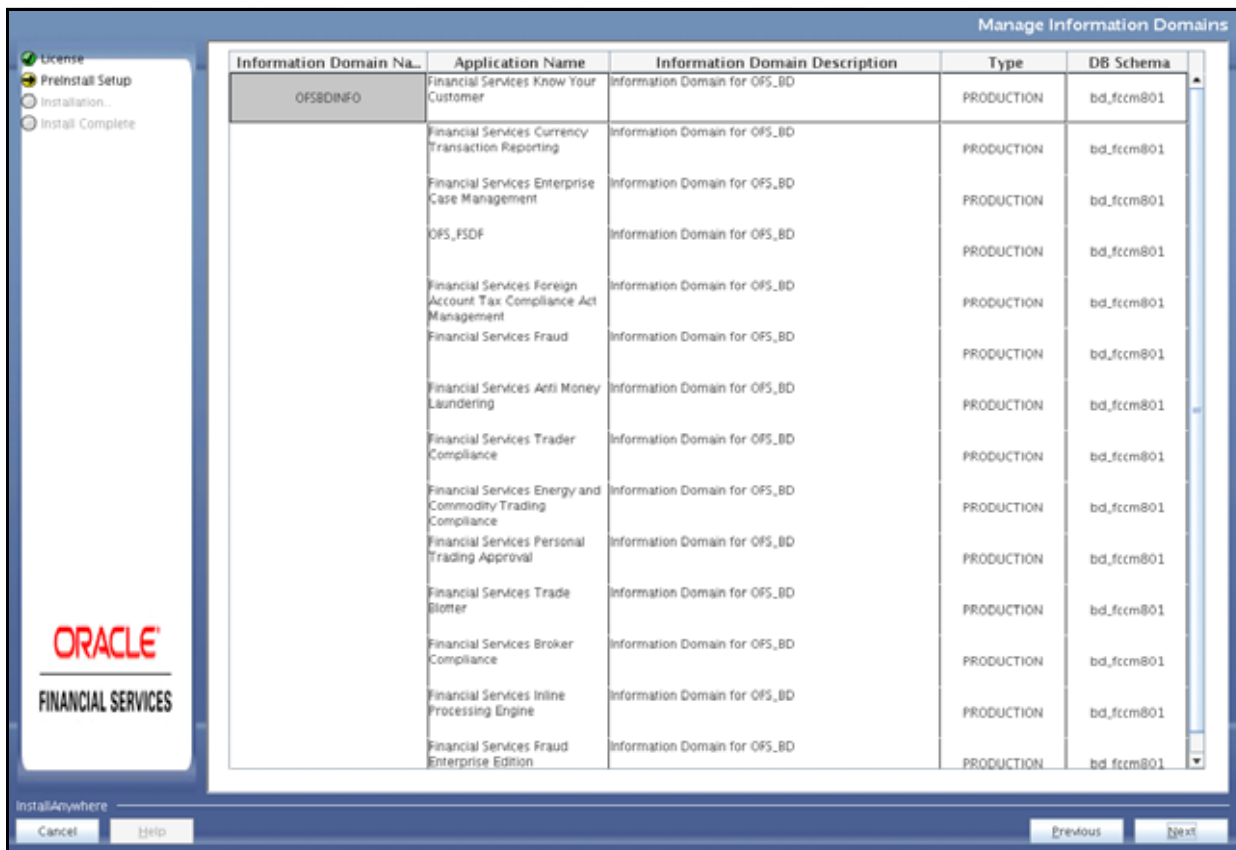 Manage Information Domains
License
PreInstall Setup
Installation..
Install Complete
Information Domain Na... Application Name Information Domain Description Type DB Schema
OFSBDINFO Financial Services Know Your Customer Information Domain for OFS_BD PRODUCTION bd_fccm801
Financial Services Currency Transaction Reporting Information Domain for OFS_BD PRODUCTION bd_fccm801
Financial Services Enterprise Case Management Information Domain for OFS_BD PRODUCTION bd_fccm801
OFS_FSDF Information Domain for OFS_BD PRODUCTION bd_fccm801
Financial Services Foreign Account Tax Compliance Act Management Information Domain for OFS_BD PRODUCTION bd_fccm801
Financial Services Fraud Information Domain for OFS_BD PRODUCTION bd_fccm801
Financial Services Anti Money Laundering Information Domain for OFS_BD PRODUCTION bd_fccm801
Financial Services Trader Compliance Information Domain for OFS_BD PRODUCTION bd_fccm801
Financial Services Energy and Commodity Trading Compliance Information Domain for OFS_BD PRODUCTION bd_fccm801
Financial Services Personal Trading Approval Information Domain for OFS_BD PRODUCTION bd_fccm801
Financial Services Trade Blotter Information Domain for OFS_BD PRODUCTION bd_fccm801
Financial Services Broker Compliance Information Domain for OFS_BD PRODUCTION bd_fccm801
Financial Services Inline Processing Engine Information Domain for OFS_BD PRODUCTION bd_fccm801
Financial Services Fraud Enterprise Edition Information Domain for OFS_BD PRODUCTION bd_fccm801
ORACLE
FINANCIAL SERVICES
InstallAnywhere
Cancel Help Previous Next